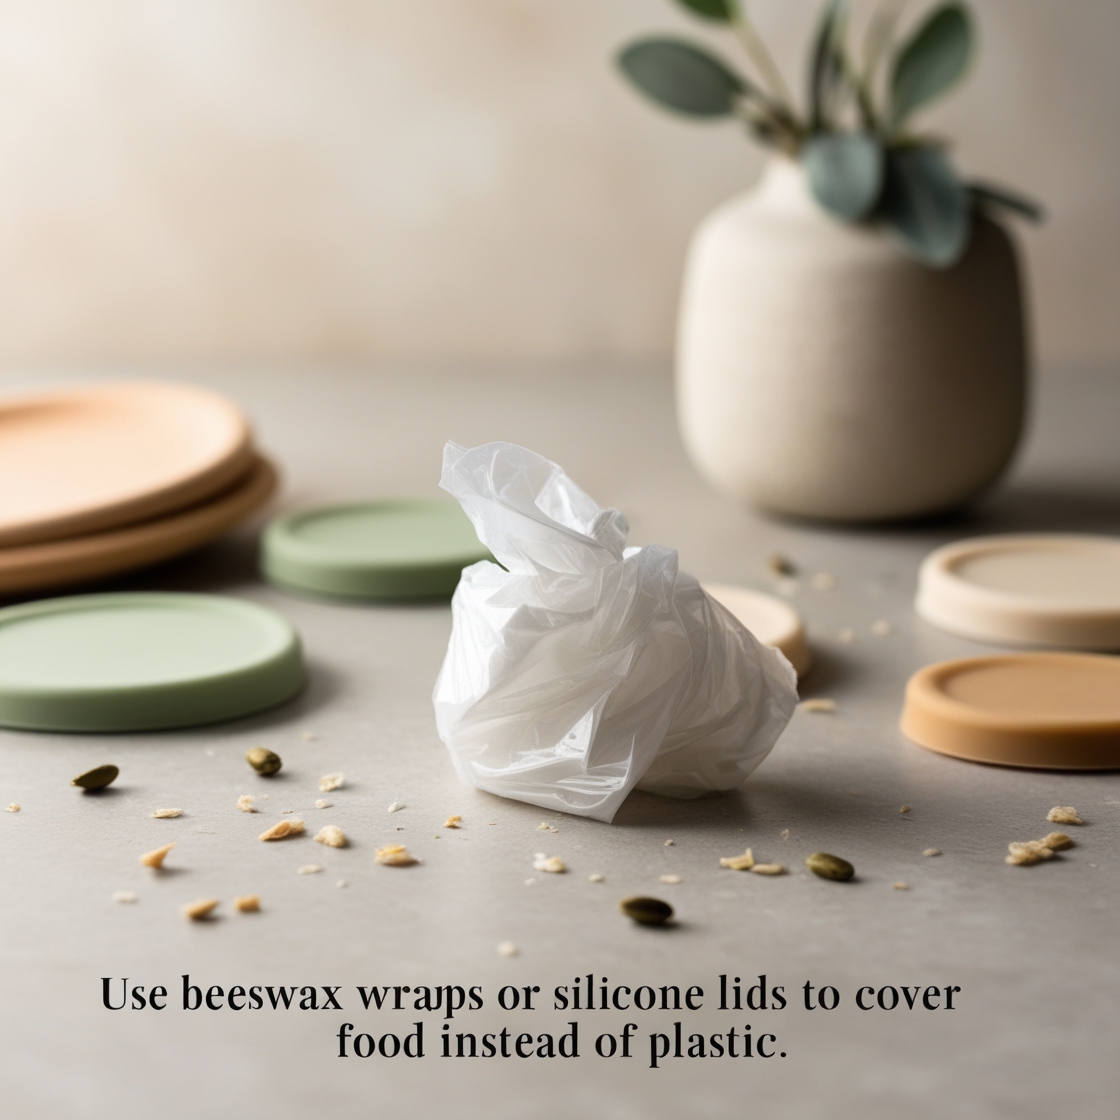 Use beeswax wraps or silicone lids to cover
food instead of plastic.